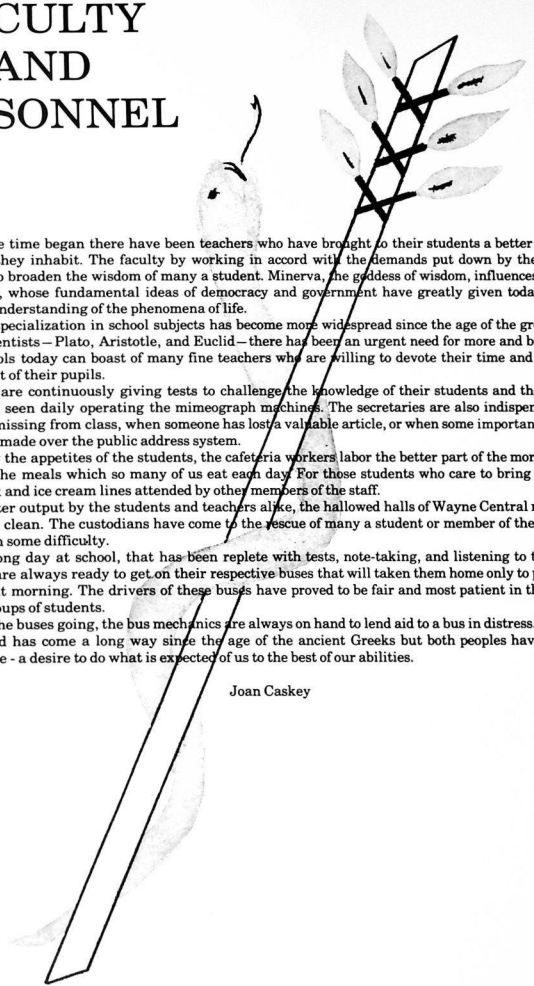 CULTY
AND
SONNEL
e time began there have been teachers who have brought to their students a better
they inhabit. The faculty by working in accord with the demands put down by the
o broaden the wisdom of many a student. Minerva, the goddess of wisdom, influences
, whose fundamental ideas of democracy and government have greatly given toda
nderstanding of the phenomena of life.
pecialization in school subjects has become more widespread since the age of the gr
entists—Plato, Aristotle, and Euclid—there has been an urgent need for more and b
ols today can boast of many fine teachers who are willing to devote their time and
t of their pupils.
are continuously giving tests to challenge the knowledge of their students and the
seen daily operating the mimeograph machines. The secretaries are also indispen
missing from class, when someone has lost a valuable article, or when some importan
made over the public address system.
the appetites of the students, the cafeteria workers labor the better part of the mor
he meals which so many of us eat each day. For those students who care to bring
and ice cream lines attended by other members of the staff.
ter output by the students and teachers alike, the hallowed halls of Wayne Central r
clean. The custodians have come to the rescue of many a student or member of the
n some difficulty.
ong day at school, that has been replete with tests, note-taking, and listening to t
are always ready to get on their respective buses that will taken them home only to p
t morning. The drivers of these buses have proved to be fair and most patient in th
oups of students.
he buses going, the bus mechanics are always on hand to lend aid to a bus in distress.
d has come a long way since the age of the ancient Greeks but both peoples hav
e - a desire to do what is expected of us to the best of our abilities.
Joan Caskey